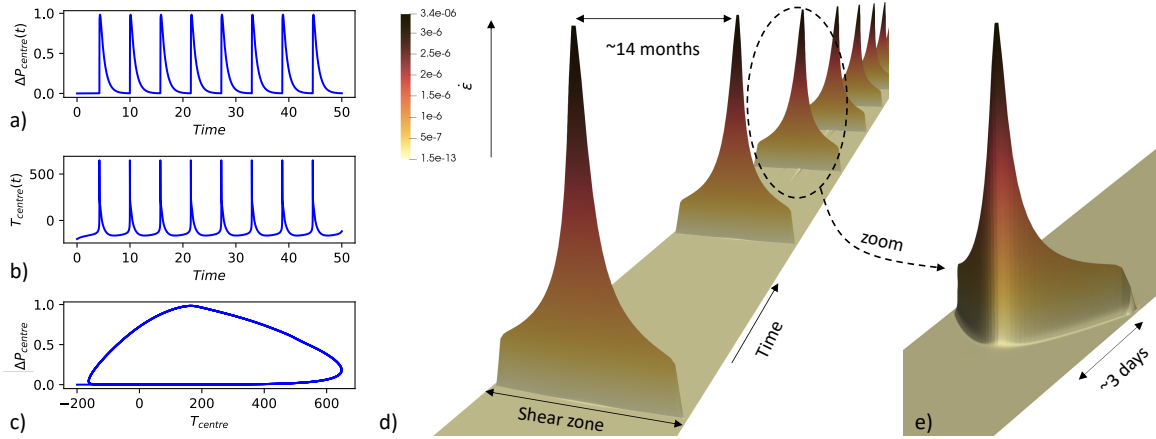 1.0
0.5
0.0
ΔP_centre(t)
0 10 20 30 40 50
Time
a)
500
0
T_centre(t)
0 10 20 30 40 50
Time
b)
1.0
0.5
0.0
ΔP_centre
−200 0 200 400 600
T_centre
c)
3.4e-06
3e-6
2.5e-6
2e-6
1.5e-6
1e-6
5e-7
1.5e-13
ε̇
~14 months
Time
Shear zone
d)
zoom
~3 days
e)